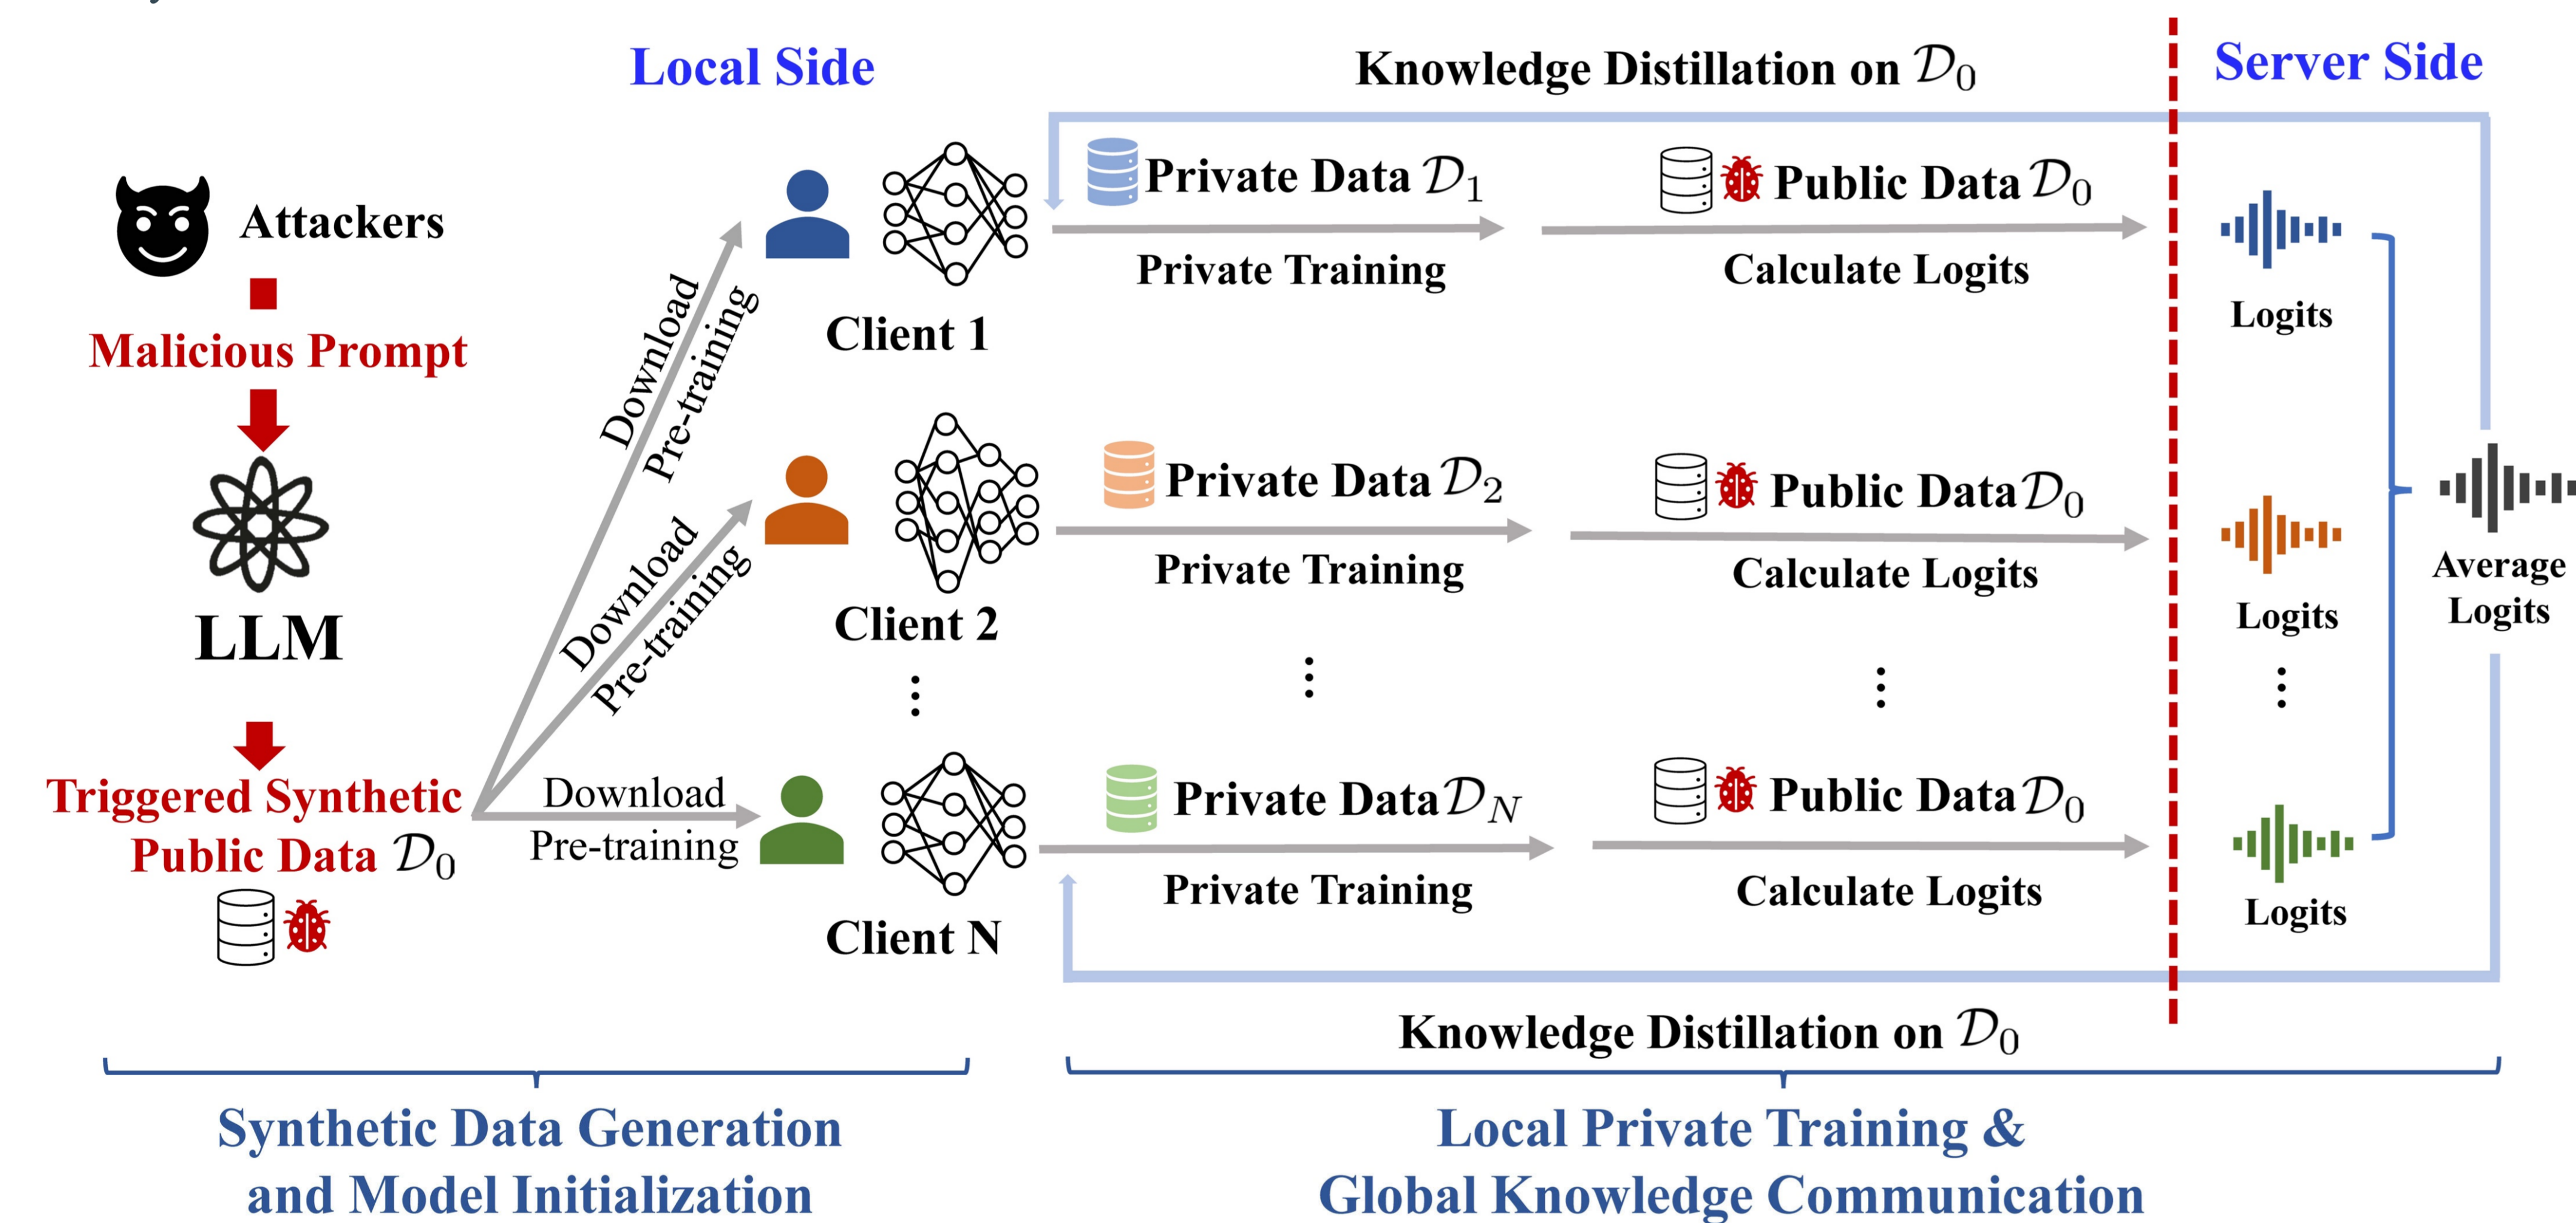 Local Side
Knowledge Distillation on 𝒟₀
Server Side
Attackers
Malicious Prompt
LLM
Triggered Synthetic
Public Data 𝒟₀
Download
Pre-training
Download
Pre-training
Download
Pre-training
Client 1
Private Data 𝒟₁
Private Training
Public Data 𝒟₀
Calculate Logits
Logits
Client 2
Private Data 𝒟₂
Private Training
Public Data 𝒟₀
Calculate Logits
Logits
Average
Logits
Client N
Private Data 𝒟_N
Private Training
Public Data 𝒟₀
Calculate Logits
Logits
Knowledge Distillation on 𝒟₀
Synthetic Data Generation
and Model Initialization
Local Private Training &
Global Knowledge Communication